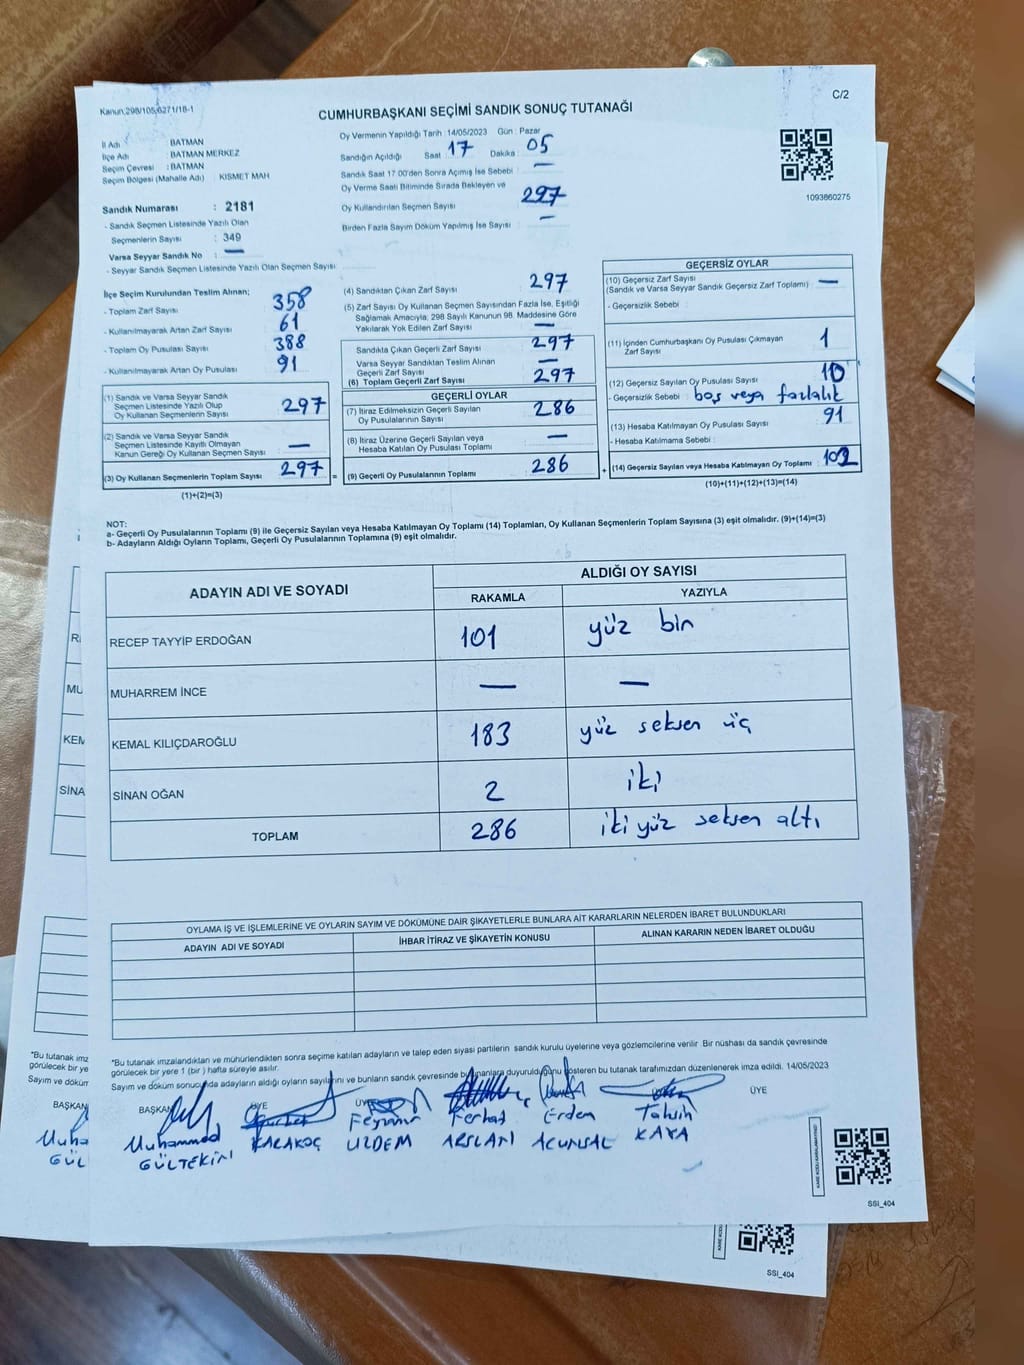 Kanun:298/105,6271/18-1
C/2
CUMHURBAŞKANI SEÇİMİ SANDIK SONUÇ TUTANAĞI
İl Adı : BATMAN
İlçe Adı : BATMAN MERKEZ
Seçim Çevresi : BATMAN
Seçim Bölgesi (Mahalle Adı) : KISMET MAH
Sandık Numarası : 2181
- Sandık Seçmen Listesinde Yazılı Olan
Seçmenlerin Sayısı : 349
Varsa Seyyar Sandık No : —
- Seyyar Sandık Seçmen Listesinde Yazılı Olan Seçmen Sayısı :
Oy Vermenin Yapıldığı Tarih : 14/05/2023 Gün : Pazar
Sandığın Açıldığı Saat : 17 Dakika : 05
Sandık Saat 17.00'den Sonra Açılmış İse Sebebi : —
Oy Verme Saati Bitiminde Sırada Bekleyen ve
Oy Kullandırılan Seçmen Sayısı : 297
Birden Fazla Sayım Döküm Yapılmış İse Sayısı : —
1093860275
İlçe Seçim Kurulundan Teslim Alınan;
- Toplam Zarf Sayısı : 358
- Kullanılmayarak Artan Zarf Sayısı : 61
- Toplam Oy Pusulası Sayısı : 388
- Kullanılmayarak Artan Oy Pusulası : 91
(1) Sandık ve Varsa Seyyar Sandık
Seçmen Listesinde Yazılı Olup
Oy Kullanan Seçmenlerin Sayısı : 297
(2) Sandık ve Varsa Seyyar Sandık
Seçmen Listesinde Kayıtlı Olmayan
Kanun Gereği Oy Kullanan Seçmen Sayısı : —
(3) Oy Kullanan Seçmenlerin Toplam Sayısı : 297
(1)+(2)=(3)
(4) Sandıktan Çıkan Zarf Sayısı : 297
(5) Zarf Sayısı Oy Kullanan Seçmen Sayısından Fazla İse, Eşitliği
Sağlamak Amacıyla, 298 Sayılı Kanunun 98. Maddesine Göre
Yakılarak Yok Edilen Zarf Sayısı : —
Sandıkta Çıkan Geçerli Zarf Sayısı : 297
Varsa Seyyar Sandıktan Teslim Alınan
Geçerli Zarf Sayısı : —
(6) Toplam Geçerli Zarf Sayısı : 297
GEÇERLİ OYLAR
(7) İtiraz Edilmeksizin Geçerli Sayılan
Oy Pusulalarının Sayısı : 286
(8) İtiraz Üzerine Geçerli Sayılan veya
Hesaba Katılan Oy Pusulası Toplamı : —
= (9) Geçerli Oy Pusulalarının Toplamı : 286
GEÇERSİZ OYLAR
(10) Geçersiz Zarf Sayısı
(Sandık ve Varsa Seyyar Sandık Geçersiz Zarf Toplamı) : —
- Geçersizlik Sebebi :
(11) İçinden Cumhurbaşkanı Oy Pusulası Çıkmayan
Zarf Sayısı : 1
(12) Geçersiz Sayılan Oy Pusulası Sayısı : 10
- Geçersizlik Sebebi : boş veya fazlalık
(13) Hesaba Katılmayan Oy Pusulası Sayısı : 91
- Hesaba Katılmama Sebebi :
+ (14) Geçersiz Sayılan veya Hesaba Katılmayan Oy Toplamı : 102
(10)+(11)+(12)+(13)=(14)
NOT:
a- Geçerli Oy Pusulalarının Toplamı (9) ile Geçersiz Sayılan veya Hesaba Katılmayan Oy Toplamı (14) Toplamları, Oy Kullanan Seçmenlerin Toplam Sayısına (3) eşit olmalıdır. (9)+(14)=(3)
b- Adayların Aldığı Oyların Toplamı, Geçerli Oy Pusulalarının Toplamına (9) eşit olmalıdır.
ADAYIN ADI VE SOYADI ALDIĞI OY SAYISI
RAKAMLA YAZIYLA
RECEP TAYYİP ERDOĞAN 101 yüz bin
MUHARREM İNCE — —
KEMAL KILIÇDAROĞLU 183 yüz seksen üç
SİNAN OĞAN 2 iki
TOPLAM 286 iki yüz seksen altı
OYLAMA İŞ VE İŞLEMLERİNE VE OYLARIN SAYIM VE DÖKÜMÜNE DAİR ŞİKAYETLERLE BUNLARA AİT KARARLARIN NELERDEN İBARET BULUNDUKLARI
ADAYIN ADI VE SOYADI İHBAR İTİRAZ VE ŞİKAYETİN KONUSU ALINAN KARARIN NEDEN İBARET OLDUĞU
*Bu tutanak imzalandıktan ve mühürlendikten sonra seçime katılan adayların ve talep eden siyasi partilerin sandık kurulu üyelerine veya gözlemcilerine verilir. Bir nüshası da sandık çevresinde
görülecek bir yere 1 (bir) hafta süreyle asılır.
Sayım ve döküm sonucunda adayların aldığı oyların sayılarını ve bunların sandık çevresinde bulunanlara duyurulduğunu gösteren bu tutanak tarafımızdan düzenlenerek imza edildi. 14/05/2023
BAŞKAN ÜYE ÜYE ÜYE
Muhammed Ferhat Erden Tahsin
GÜLTEKİN KARAKOÇ ARSLAN KAYA
SSI_404
*Bu tutanak imz
görülecek bir ye
Sayım ve döküm
BAŞKAN
Muha
GÜL
SSI_404